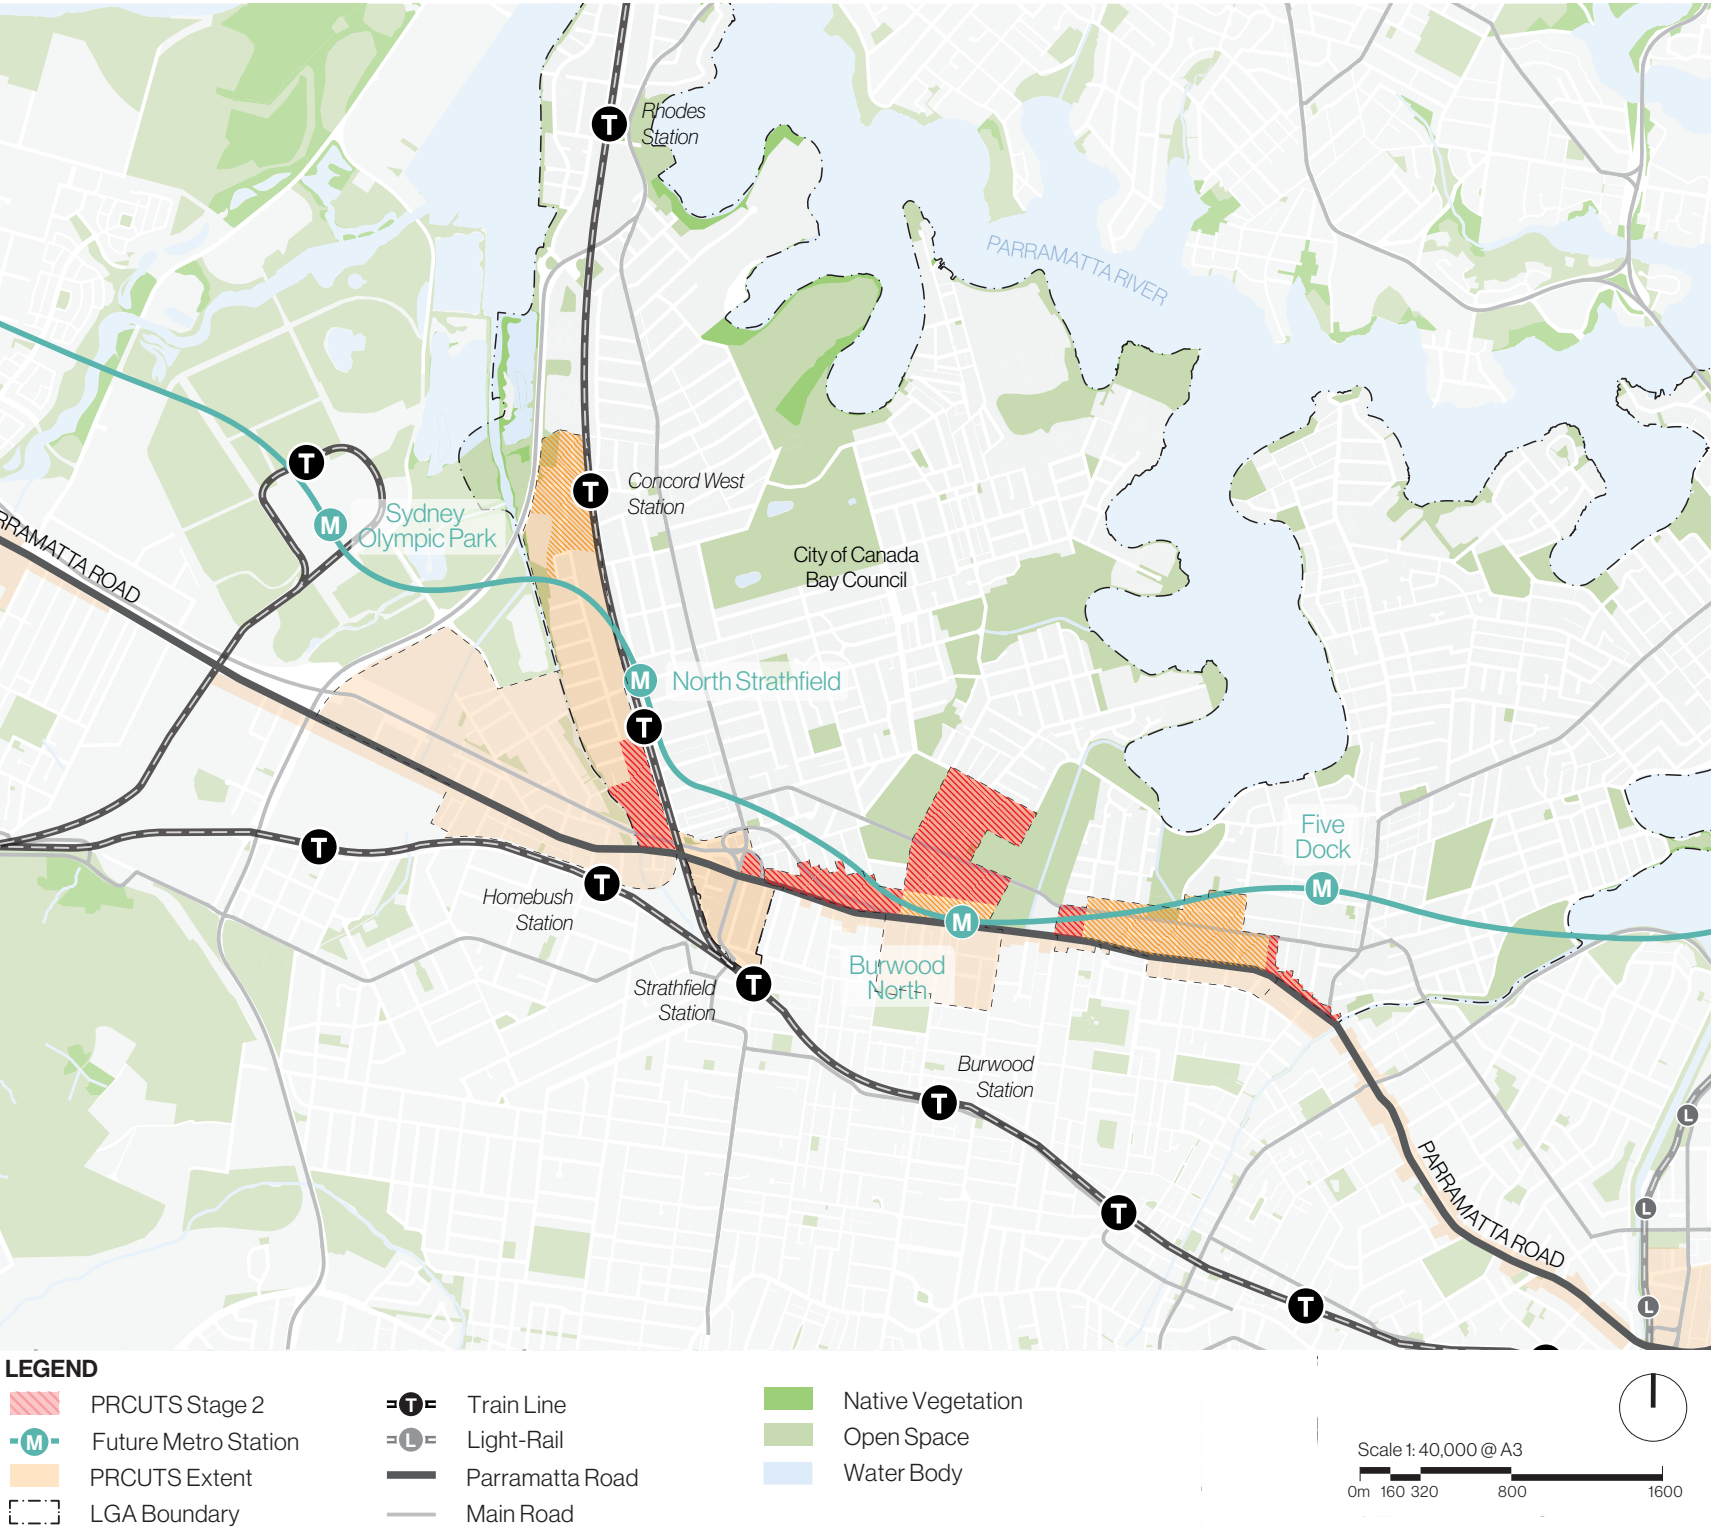 Rhodes
Station
PARRAMATTA RIVER
Concord West
Station
Sydney
Olympic Park
PARRAMATTA ROAD
City of Canada
Bay Council
North Strathfield
Five
Dock
Homebush
Station
Burwood
North
Strathfield
Station
Burwood
Station
PARRAMATTA ROAD
T
T
T
T
T
T
T
T
T
T
M
M
M
M
L
L
L
LEGEND
PRCUTS Stage 2
M Future Metro Station
PRCUTS Extent
LGA Boundary
T Train Line
L Light-Rail
Parramatta Road
Main Road
Native Vegetation
Open Space
Water Body
Scale 1: 40,000 @ A3
0m 160 320 800 1600